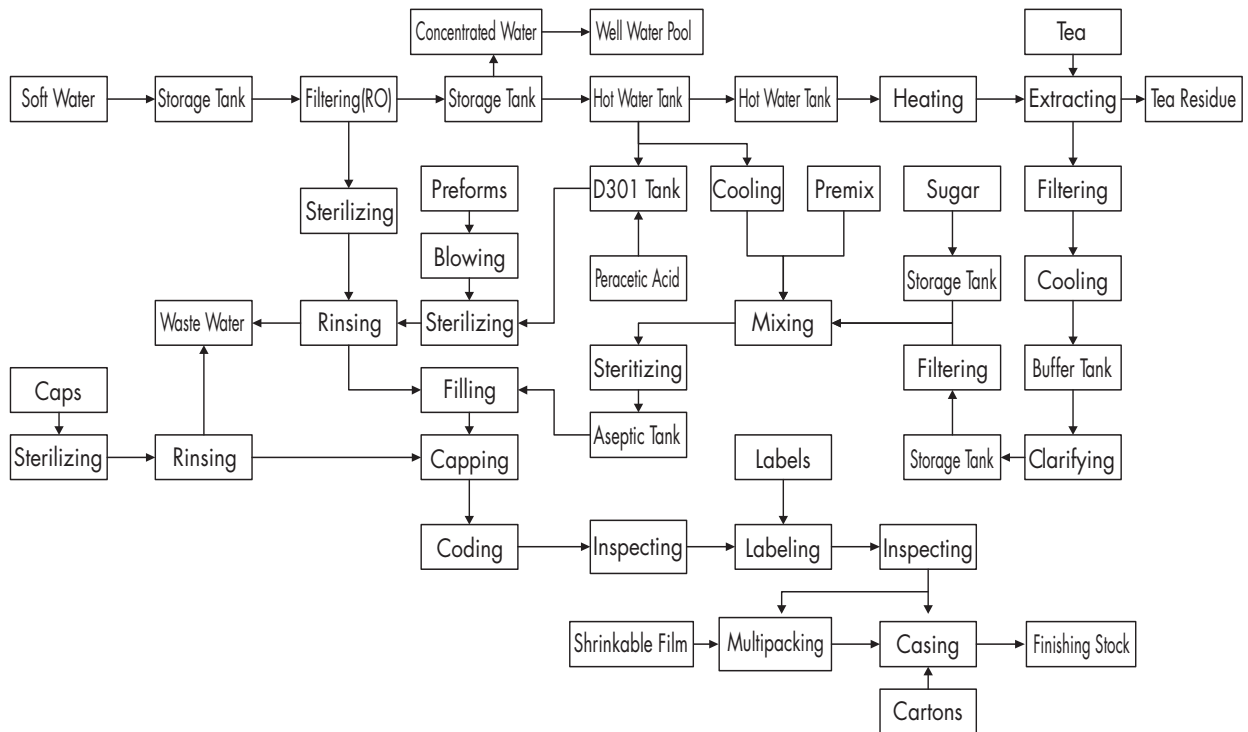 Concentrated Water
Well Water Pool
Tea
Soft Water
Storage Tank
Filtering(RO)
Storage Tank
Hot Water Tank
Hot Water Tank
Heating
Extracting
Tea Residue
Preforms
D301 Tank
Cooling
Premix
Sugar
Filtering
Sterilizing
Blowing
Peracetic Acid
Storage Tank
Cooling
Waste Water
Rinsing
Sterilizing
Mixing
Steritizing
Filtering
Buffer Tank
Caps
Filling
Aseptic Tank
Sterilizing
Rinsing
Capping
Labels
Storage Tank
Clarifying
Coding
Inspecting
Labeling
Inspecting
Shrinkable Film
Multipacking
Casing
Finishing Stock
Cartons